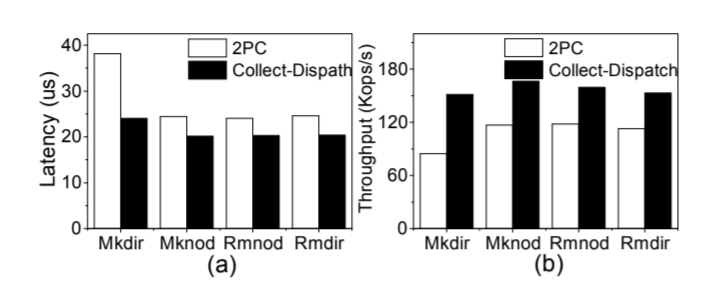 Latency (us)
40
30
20
10
0
2PC
Collect-Dispath
Mkdir Mknod Rmnod Rmdir
(a)
Throughput (Kops/s)
180
120
60
0
2PC
Collect-Dispatch
Mkdir Mknod Rmnod Rmdir
(b)